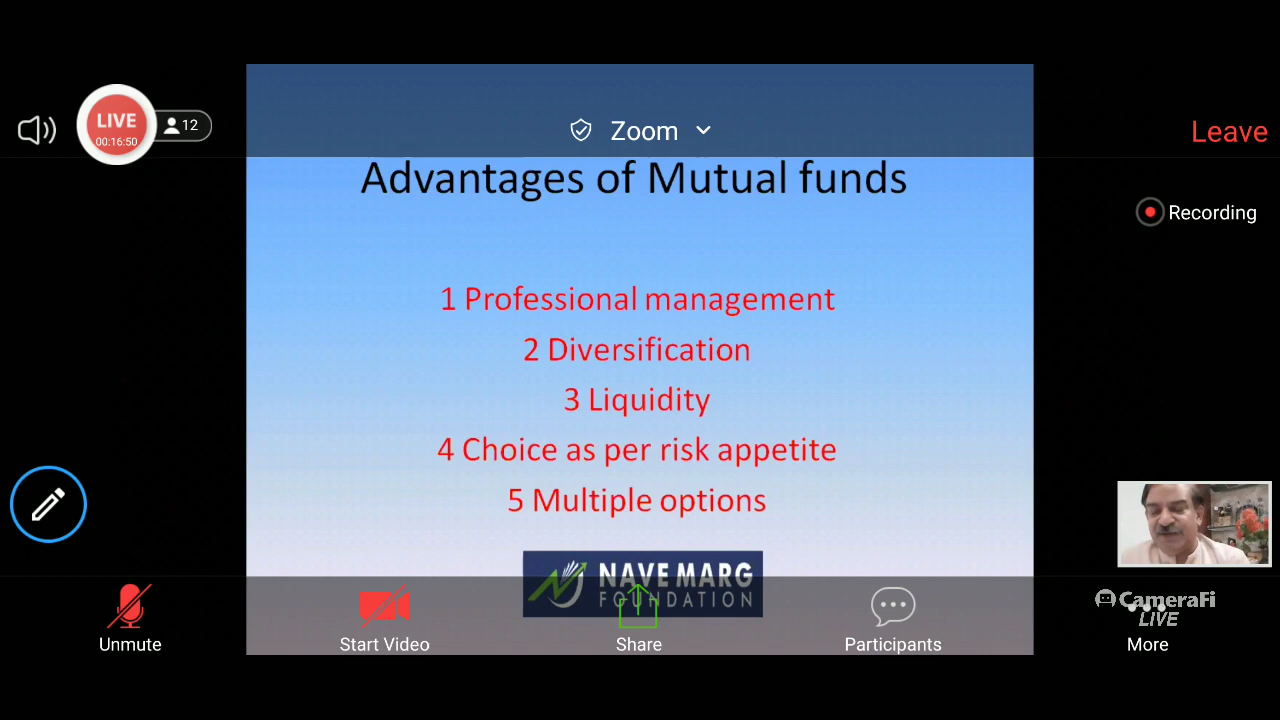 LIVE
00:16:50
12
Zoom
Leave
Advantages of Mutual funds
Recording
1 Professional management
2 Diversification
3 Liquidity
4 Choice as per risk appetite
5 Multiple options
NAVE MARG
FOUNDATION
CameraFi
LIVE
Unmute
Start Video
Share
Participants
More